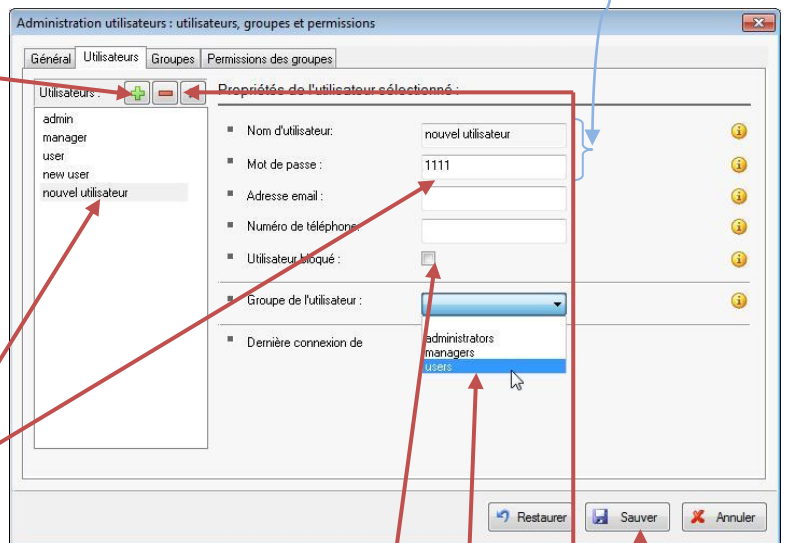 Administration utilisateurs : utilisateurs, groupes et permissions
Général Utilisateurs Groupes Permissions des groupes
Utilisateurs : Propriétés de l'utilisateur sélectionné :
admin
manager
user
new user
nouvel utilisateur
Nom d'utilisateur: nouvel utilisateur
Mot de passe : 1111
Adresse email :
Numéro de téléphone:
Utilisateur bloqué :
Groupe de l'utilisateur :
Dernière connexion de
administrators
managers
users
Restaurer Sauver Annuler